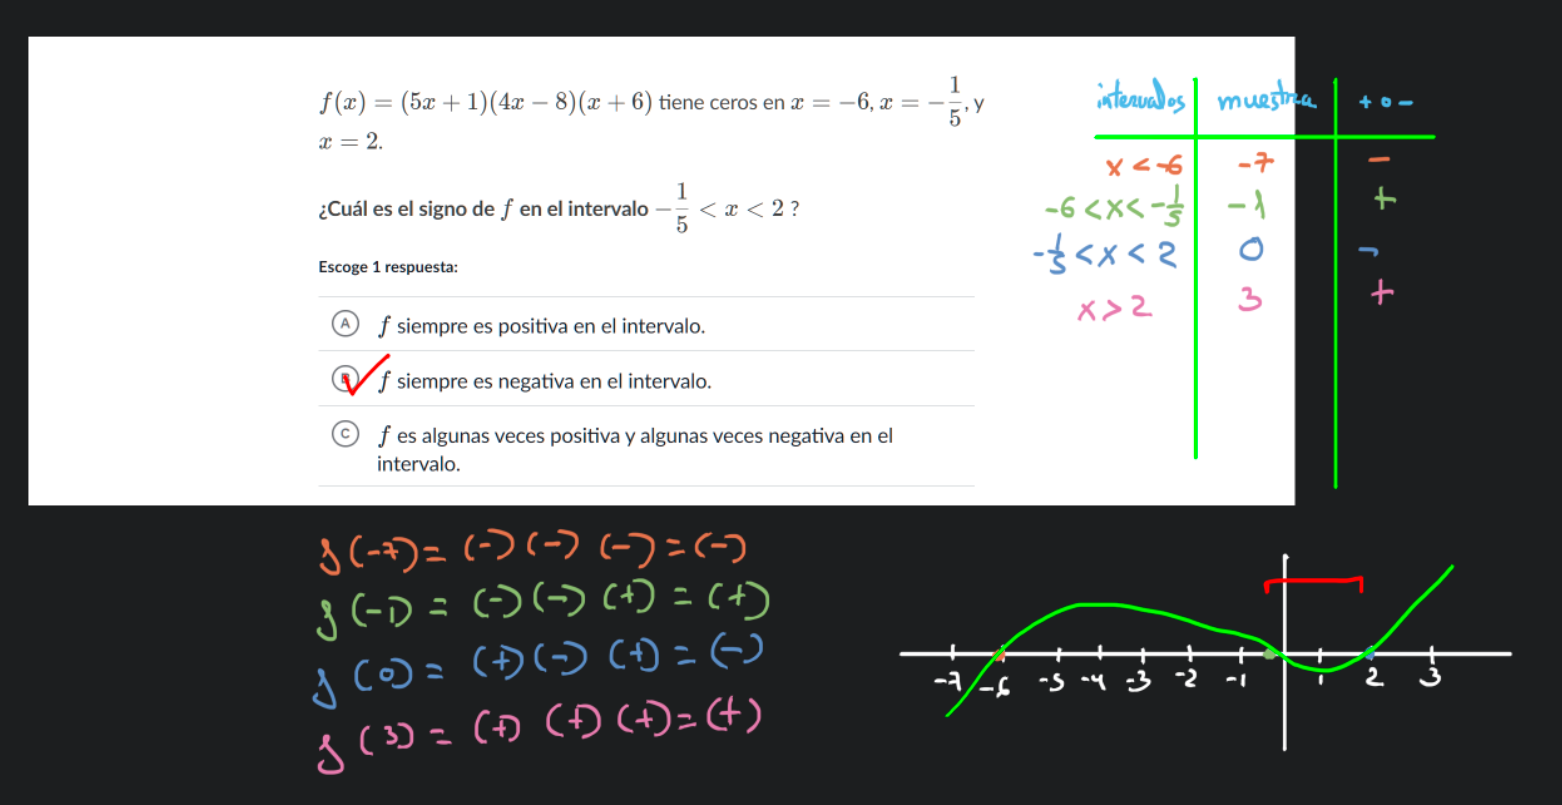 f(x) = (5x + 1)(4x − 8)(x + 6) tiene ceros en x = −6, x = −1/5, y
x = 2.
¿Cuál es el signo de f en el intervalo −1/5 < x < 2 ?
Escoge 1 respuesta:
A f siempre es positiva en el intervalo.
B f siempre es negativa en el intervalo.
C f es algunas veces positiva y algunas veces negativa en el
intervalo.
intervalos muestra + o −
x < -6 -7 −
-6 < x < -1/5 -1 +
-1/5 < x < 2 0 −
x > 2 3 +
f(-7) = (-) (-) (-) = (-)
f(-1) = (-) (-) (+) = (+)
f(0) = (+) (-) (+) = (-)
f(3) = (+) (+) (+) = (+)
-7 -6 -5 -4 -3 -2 -1 1 2 3